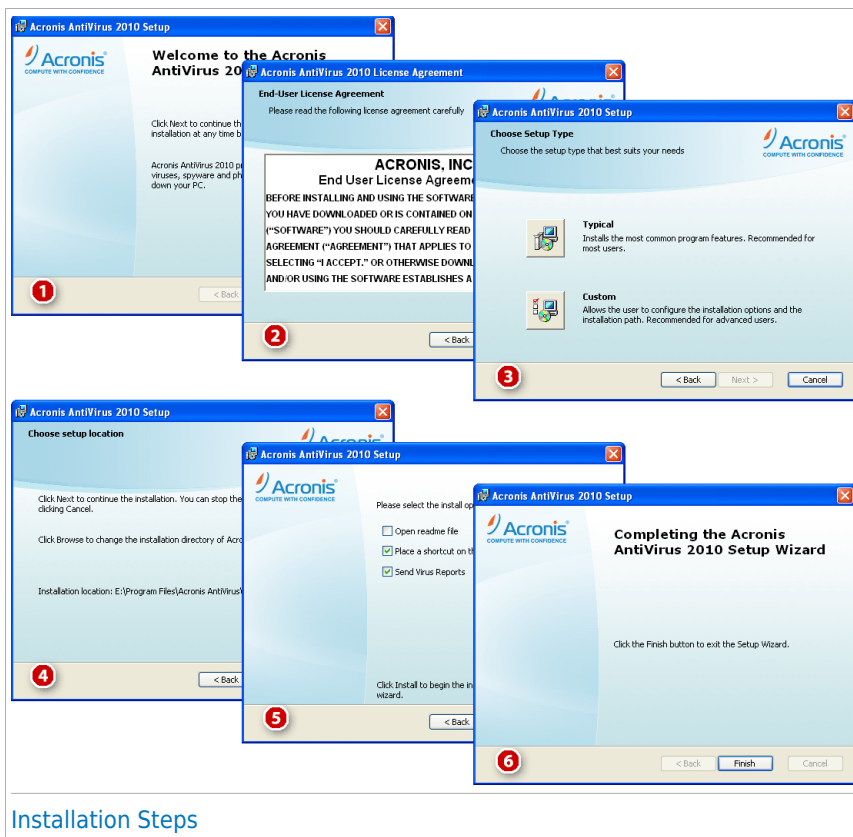 Acronis AntiVirus 2010 Setup
Acronis
COMPUTE WITH CONFIDENCE
Welcome to the Acronis
AntiVirus 20
Click Next to continue th
installation at any time b
Acronis AntiVirus 2010 p
viruses, spyware and ph
down your PC.
< Back
1
Acronis AntiVirus 2010 License Agreement
End-User License Agreement
Please read the following license agreement carefully
ACRONIS, INC
End User License Agreem
BEFORE INSTALLING AND USING THE SOFTWARE
YOU HAVE DOWNLOADED OR IS CONTAINED ON
("SOFTWARE") YOU SHOULD CAREFULLY READ
AGREEMENT ("AGREEMENT") THAT APPLIES TO
SELECTING "I ACCEPT." OR OTHERWISE DOWNL
AND/OR USING THE SOFTWARE ESTABLISHES A
< Back
2
Acronis AntiVirus 2010 Setup
Choose Setup Type
Choose the setup type that best suits your needs
Acronis
COMPUTE WITH CONFIDENCE
Typical
Installs the most common program features. Recommended for
most users.
Custom
Allows the user to configure the installation options and the
installation path. Recommended for advanced users.
< Back Next > Cancel
3
Acronis AntiVirus 2010 Setup
Choose setup location
Acronis
Click Next to continue the installation. You can stop the
clicking Cancel.
Click Browse to change the installation directory of Acro
Installation location: E:\Program Files\Acronis AntiVirus\
< Back
4
Acronis AntiVirus 2010 Setup
Acronis
COMPUTE WITH CONFIDENCE
Please select the install op
Open readme file
Place a shortcut on th
Send Virus Reports
Click Install to begin the in
wizard.
< Back
5
Acronis AntiVirus 2010 Setup
Acronis
COMPUTE WITH CONFIDENCE
Completing the Acronis
AntiVirus 2010 Setup Wizard
Click the Finish button to exit the Setup Wizard.
< Back Finish Cancel
6
Installation Steps